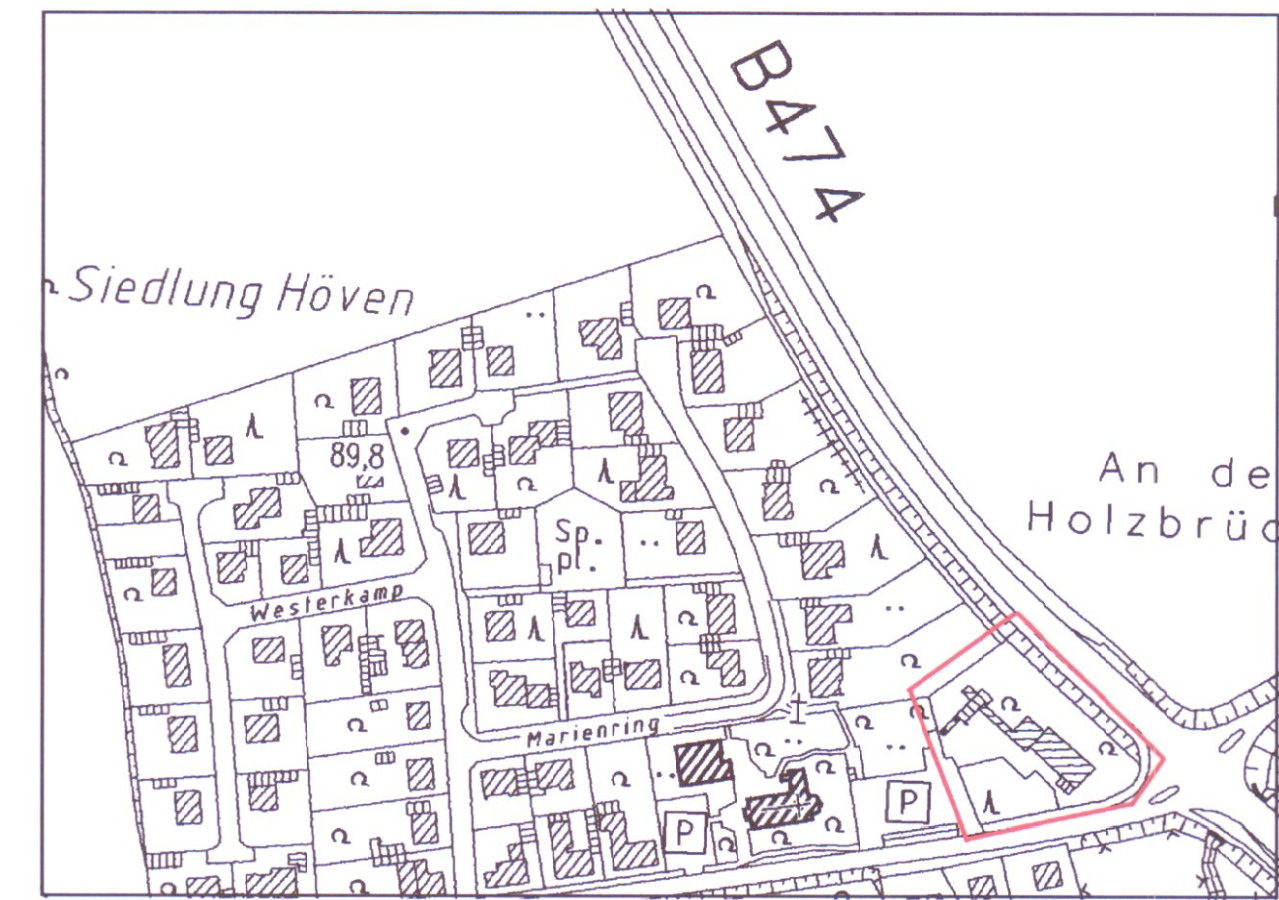 B474
Siedlung Höven
An de
Holzbrüc
89,8
Sp.
pl.
Westerkamp
Marienring
P
P